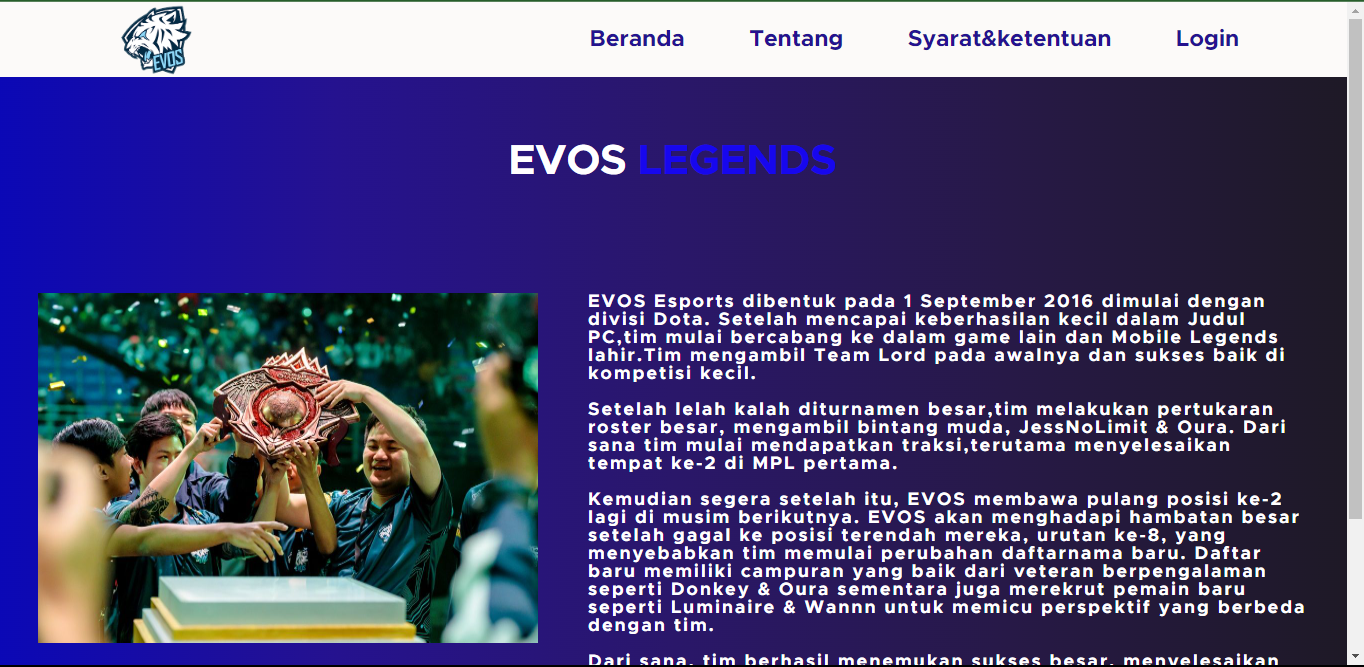 EVOS
Beranda
Tentang
Syarat&ketentuan
Login
EVOS LEGENDS
EVOS Esports dibentuk pada 1 September 2016 dimulai dengan
divisi Dota. Setelah mencapai keberhasilan kecil dalam Judul
PC,tim mulai bercabang ke dalam game lain dan Mobile Legends
lahir.Tim mengambil Team Lord pada awalnya dan sukses baik di
kompetisi kecil.
Setelah lelah kalah diturnamen besar,tim melakukan pertukaran
roster besar, mengambil bintang muda, JessNoLimit & Oura. Dari
sana tim mulai mendapatkan traksi,terutama menyelesaikan
tempat ke-2 di MPL pertama.
Kemudian segera setelah itu, EVOS membawa pulang posisi ke-2
lagi di musim berikutnya. EVOS akan menghadapi hambatan besar
setelah gagal ke posisi terendah mereka, urutan ke-8, yang
menyebabkan tim memulai perubahan daftarnama baru. Daftar
baru memiliki campuran yang baik dari veteran berpengalaman
seperti Donkey & Oura sementara juga merekrut pemain baru
seperti Luminaire & Wannn untuk memicu perspektif yang berbeda
dengan tim.
Dari sana, tim berhasil menemukan sukses besar, menyelesaikan